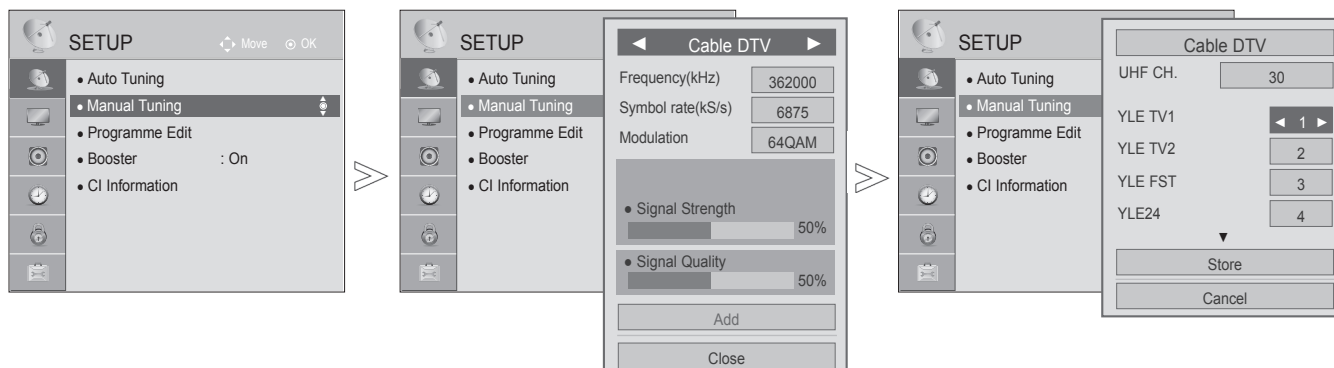 SETUP
Move OK
• Auto Tuning
• Manual Tuning
• Programme Edit
• Booster : On
• CI Information
SETUP
• Auto Tuning
• Manual Tuning
• Programme Edit
• Booster
• CI Information
◄ Cable DTV ►
Frequency(kHz) 362000
Symbol rate(kS/s) 6875
Modulation 64QAM
• Signal Strength
50%
• Signal Quality
50%
Add
Close
SETUP
• Auto Tuning
• Manual Tuning
• Programme Edit
• Booster
• CI Information
Cable DTV
UHF CH. 30
YLE TV1 ◄ 1 ►
YLE TV2 2
YLE FST 3
YLE24 4
▼
Store
Cancel